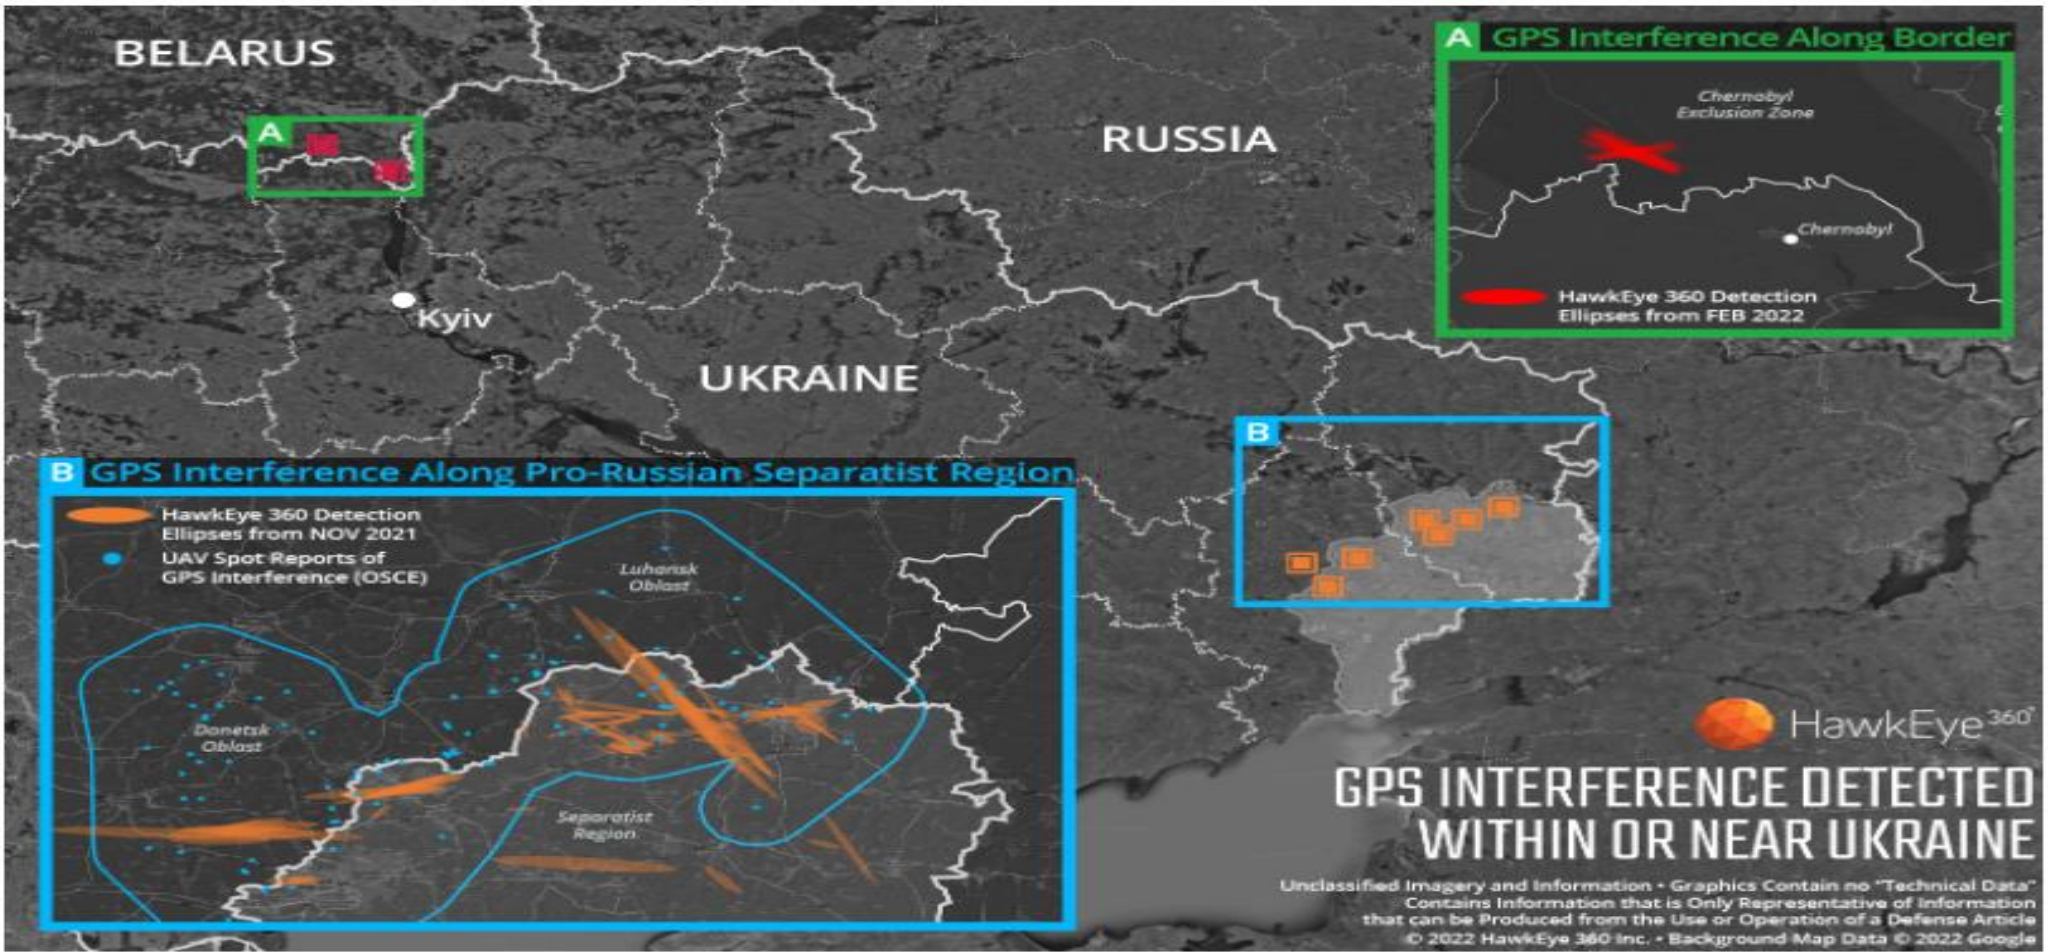 BELARUS
A
RUSSIA
Kyiv
UKRAINE
B
A GPS Interference Along Border
Chernobyl
Exclusion Zone
Chernobyl
HawkEye 360 Detection
Ellipses from FEB 2022
B GPS Interference Along Pro-Russian Separatist Region
HawkEye 360 Detection
Ellipses from NOV 2021
UAV Spot Reports of
GPS Interference (OSCE)
Luhansk
Oblast
Donetsk
Oblast
Separatist
Region
HawkEye 360
GPS INTERFERENCE DETECTED
WITHIN OR NEAR UKRAINE
Unclassified Imagery and Information • Graphics Contain no "Technical Data"
Contains Information that is Only Representative of Information
that can be Produced from the Use or Operation of a Defense Article
© 2022 HawkEye 360 Inc. • Background Map Data © 2022 Google